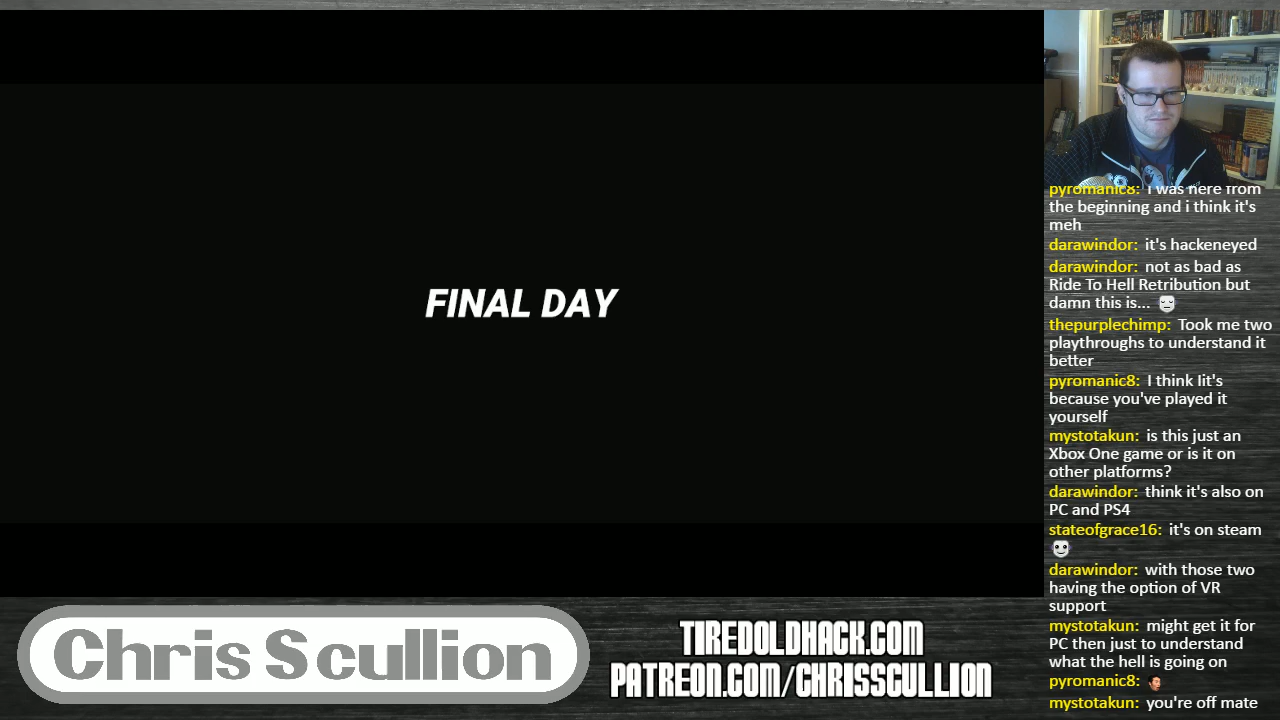 FINAL DAY
pyromanic8: I was here from
the beginning and i think it's
meh
darawindor: it's hackeneyed
darawindor: not as bad as
Ride To Hell Retribution but
damn this is...
thepurplechimp: Took me two
playthroughs to understand it
better
pyromanic8: I think Iit's
because you've played it
yourself
mystotakun: is this just an
Xbox One game or is it on
other platforms?
darawindor: think it's also on
PC and PS4
stateofgrace16: it's on steam
darawindor: with those two
having the option of VR
support
mystotakun: might get it for
PC then just to understand
what the hell is going on
pyromanic8:
mystotakun: you're off mate
Chris Scullion
TIREDOLDHACK.COM
PATREON.COM/CHRISSCULLION